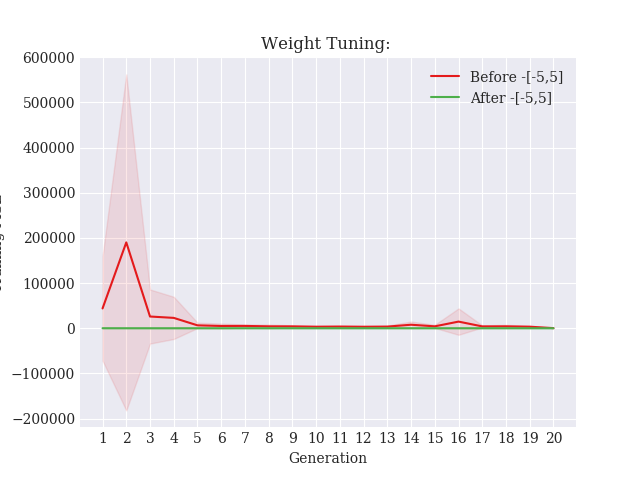 Weight Tuning:
600000
500000
400000
300000
200000
100000
0
−100000
−200000
Before -[-5,5]
After -[-5,5]
1 2 3 4 5 6 7 8 9 10 11 12 13 14 15 16 17 18 19 20
Generation